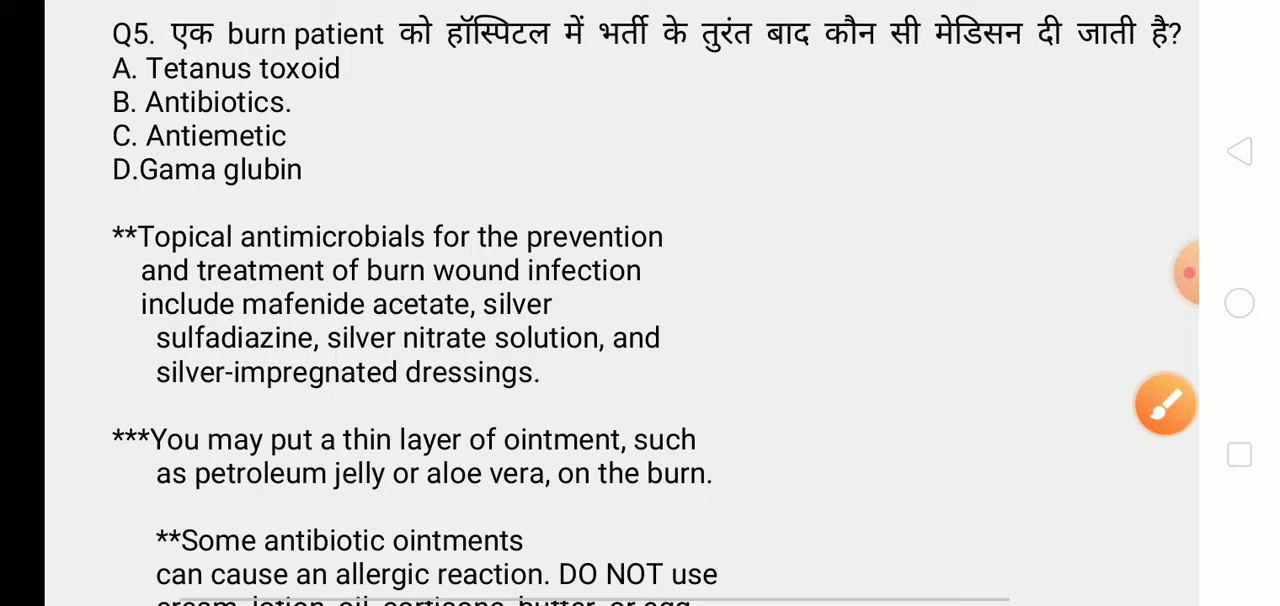 Q5. एक burn patient को हॉस्पिटल में भर्ती के तुरंत बाद कौन सी मेडिसन दी जाती है?
A. Tetanus toxoid
B. Antibiotics.
C. Antiemetic
D.Gama glubin
**Topical antimicrobials for the prevention
and treatment of burn wound infection
include mafenide acetate, silver
sulfadiazine, silver nitrate solution, and
silver-impregnated dressings.
***You may put a thin layer of ointment, such
as petroleum jelly or aloe vera, on the burn.
**Some antibiotic ointments
can cause an allergic reaction. DO NOT use